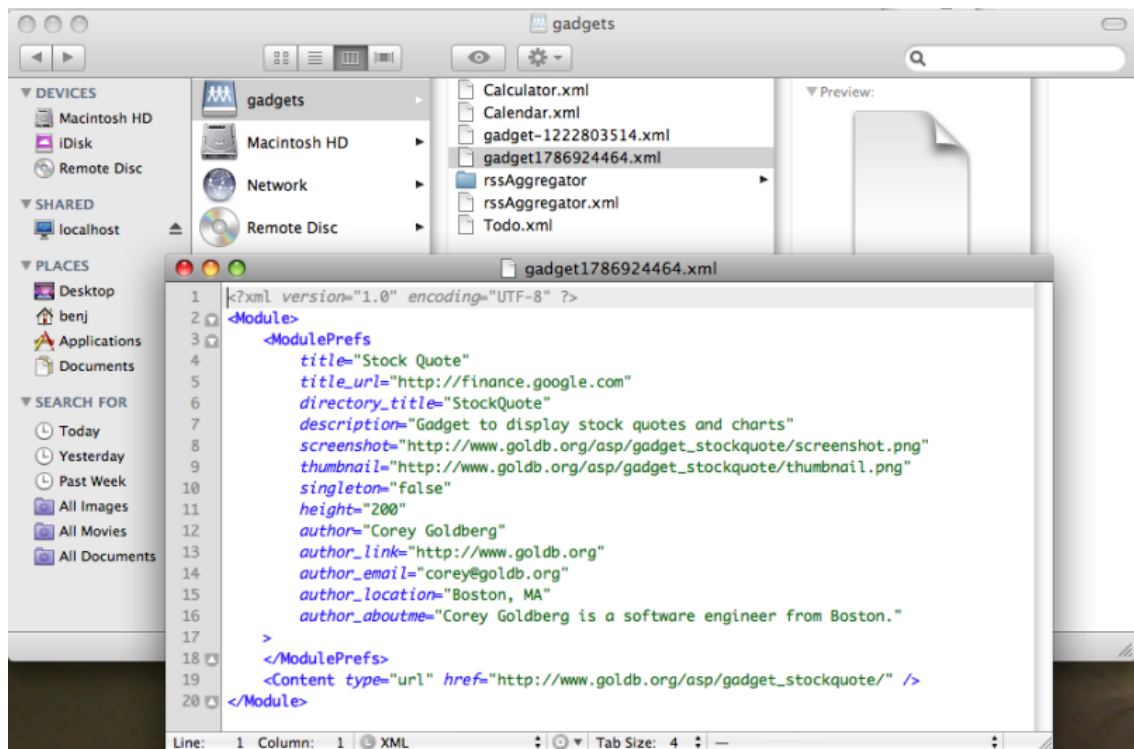 gadgets
DEVICES
Macintosh HD
iDisk
Remote Disc
SHARED
localhost
PLACES
Desktop
benj
Applications
Documents
SEARCH FOR
Today
Yesterday
Past Week
All Images
All Movies
All Documents
gadgets
Macintosh HD
Network
Remote Disc
Calculator.xml
Calendar.xml
gadget-1222803514.xml
gadget1786924464.xml
rssAggregator
rssAggregator.xml
Todo.xml
Preview:
gadget1786924464.xml
1 <?xml version="1.0" encoding="UTF-8" ?>
2 <Module>
3 <ModulePrefs
4 title="Stock Quote"
5 title_url="http://finance.google.com"
6 directory_title="StockQuote"
7 description="Gadget to display stock quotes and charts"
8 screenshot="http://www.goldb.org/asp/gadget_stockquote/screenshot.png"
9 thumbnail="http://www.goldb.org/asp/gadget_stockquote/thumbnail.png"
10 singleton="false"
11 height="200"
12 author="Corey Goldberg"
13 author_link="http://www.goldb.org"
14 author_email="corey@goldb.org"
15 author_location="Boston, MA"
16 author_aboutme="Corey Goldberg is a software engineer from Boston."
17 >
18 </ModulePrefs>
19 <Content type="url" href="http://www.goldb.org/asp/gadget_stockquote/" />
20 </Module>
Line: 1 Column: 1 XML Tab Size: 4 —